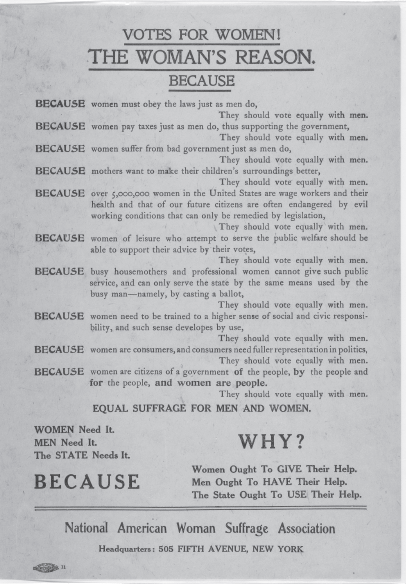 VOTES FOR WOMEN!
THE WOMAN'S REASON.
BECAUSE
BECAUSE women must obey the laws just as men do,
They should vote equally with men.
BECAUSE women pay taxes just as men do, thus supporting the government,
They should vote equally with men.
BECAUSE women suffer from bad government just as men do,
They should vote equally with men.
BECAUSE mothers want to make their children's surroundings better,
They should vote equally with men.
BECAUSE over 5,000,000 women in the United States are wage workers and their
health and that of our future citizens are often endangered by evil
working conditions that can only be remedied by legislation,
They should vote equally with men.
BECAUSE women of leisure who attempt to serve the public welfare should be
able to support their advice by their votes,
They should vote equally with men.
BECAUSE busy housemothers and professional women cannot give such public
service, and can only serve the state by the same means used by the
busy man—namely, by casting a ballot,
They should vote equally with men.
BECAUSE women need to be trained to a higher sense of social and civic responsi-
bility, and such sense developes by use,
They should vote equally with men.
BECAUSE women are consumers, and consumers need fuller representation in politics,
They should vote equally with men.
BECAUSE women are citizens of a government of the people, by the people and
for the people, and women are people.
They should vote equally with men.
EQUAL SUFFRAGE FOR MEN AND WOMEN.
WOMEN Need It.
MEN Need It.
The STATE Needs It.
WHY?
BECAUSE
Women Ought To GIVE Their Help.
Men Ought To HAVE Their Help.
The State Ought To USE Their Help.
National American Woman Suffrage Association
Headquarters: 505 FIFTH AVENUE, NEW YORK